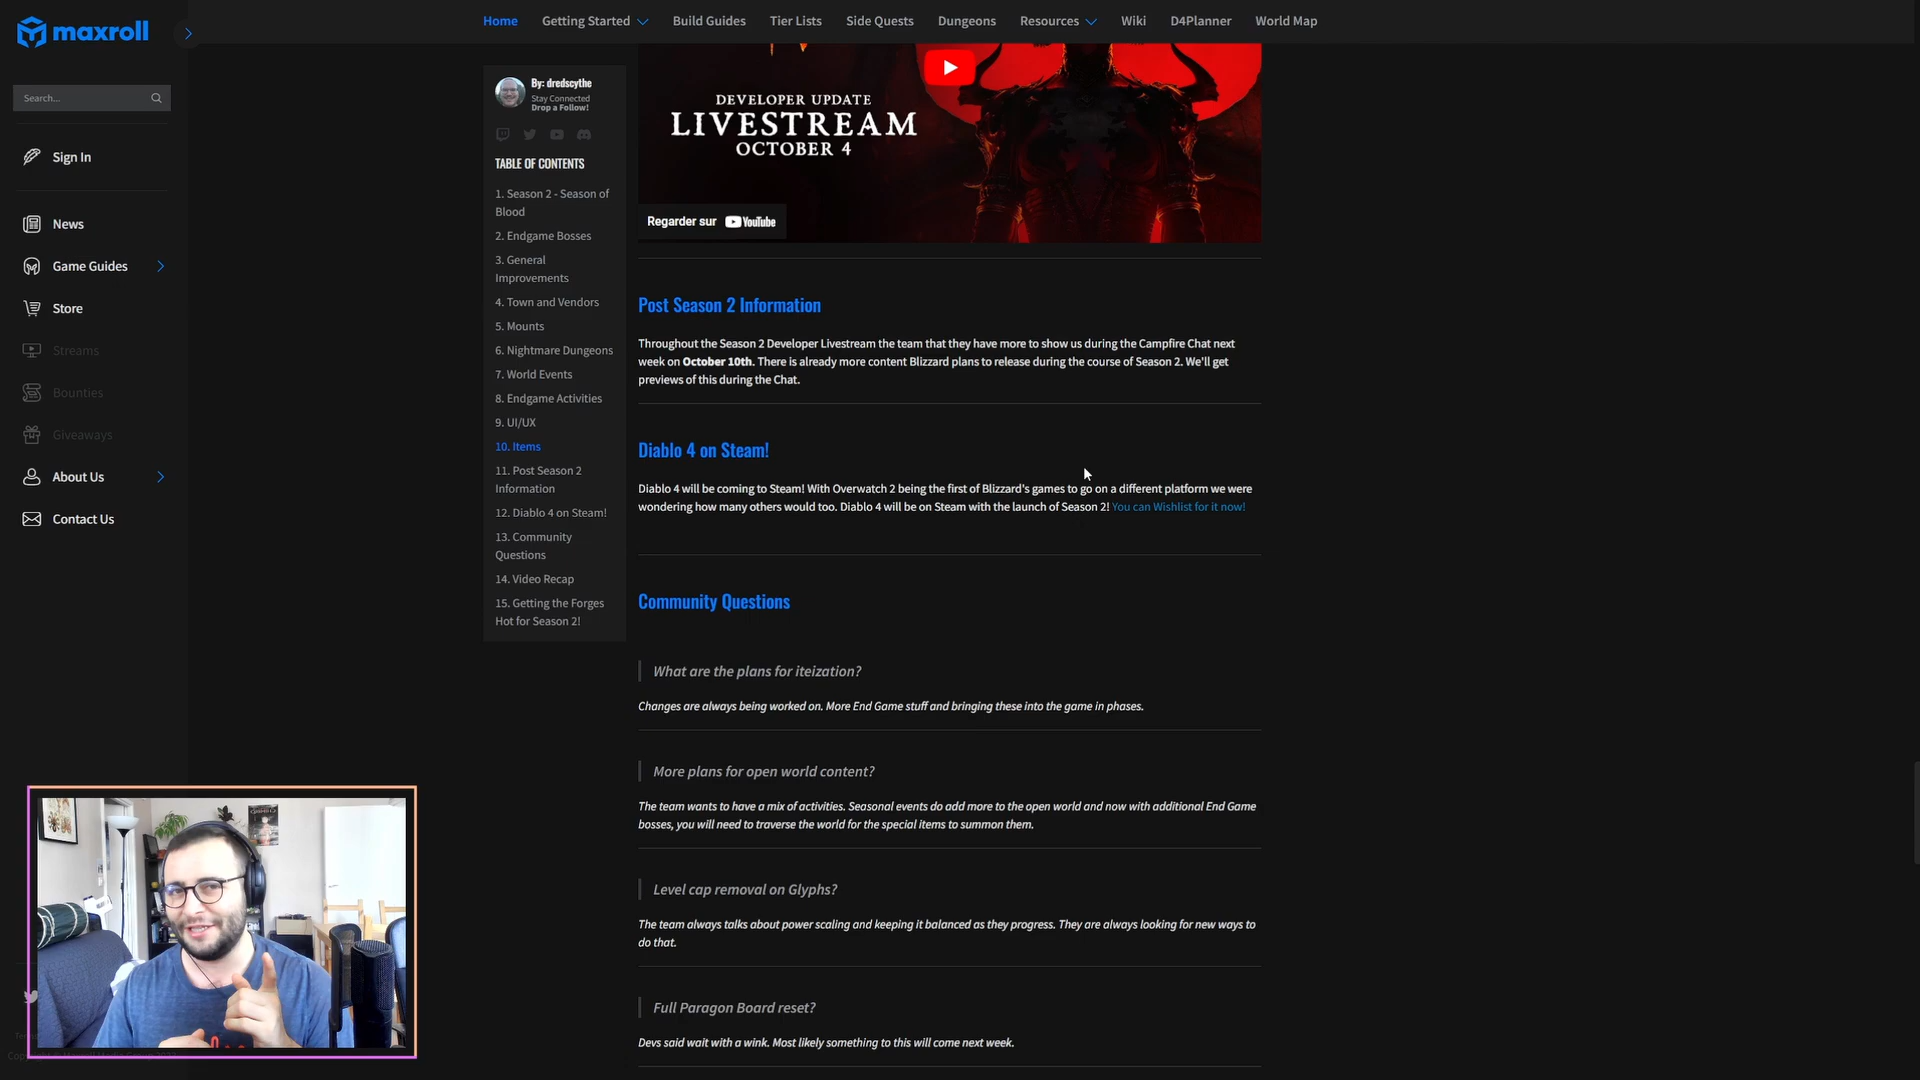 maxroll
Home
Getting Started
Build Guides
Tier Lists
Side Quests
Dungeons
Resources
Wiki
D4Planner
World Map
Search...
Sign In
News
Game Guides
Store
Streams
Bounties
Giveaways
About Us
Contact Us
By: dredscythe
Stay Connected
Drop a Follow!
TABLE OF CONTENTS
1. Season 2 - Season of
Blood
2. Endgame Bosses
3. General
Improvements
4. Town and Vendors
5. Mounts
6. Nightmare Dungeons
7. World Events
8. Endgame Activities
9. UI/UX
10. Items
11. Post Season 2
Information
12. Diablo 4 on Steam!
13. Community
Questions
14. Video Recap
15. Getting the Forges
Hot for Season 2!
DEVELOPER UPDATE
LIVESTREAM
OCTOBER 4
Regarder sur YouTube
Post Season 2 Information
Throughout the Season 2 Developer Livestream the team that they have more to show us during the Campfire Chat next
week on October 10th. There is already more content Blizzard plans to release during the course of Season 2. We'll get
previews of this during the Chat.
Diablo 4 on Steam!
Diablo 4 will be coming to Steam! With Overwatch 2 being the first of Blizzard's games to go on a different platform we were
wondering how many others would too. Diablo 4 will be on Steam with the launch of Season 2! You can Wishlist for it now!
Community Questions
What are the plans for iteization?
Changes are always being worked on. More End Game stuff and bringing these into the game in phases.
More plans for open world content?
The team wants to have a mix of activities. Seasonal events do add more to the open world and now with additional End Game
bosses, you will need to traverse the world for the special items to summon them.
Level cap removal on Glyphs?
The team always talks about power scaling and keeping it balanced as they progress. They are always looking for new ways to
do that.
Full Paragon Board reset?
Devs said wait with a wink. Most likely something to this will come next week.